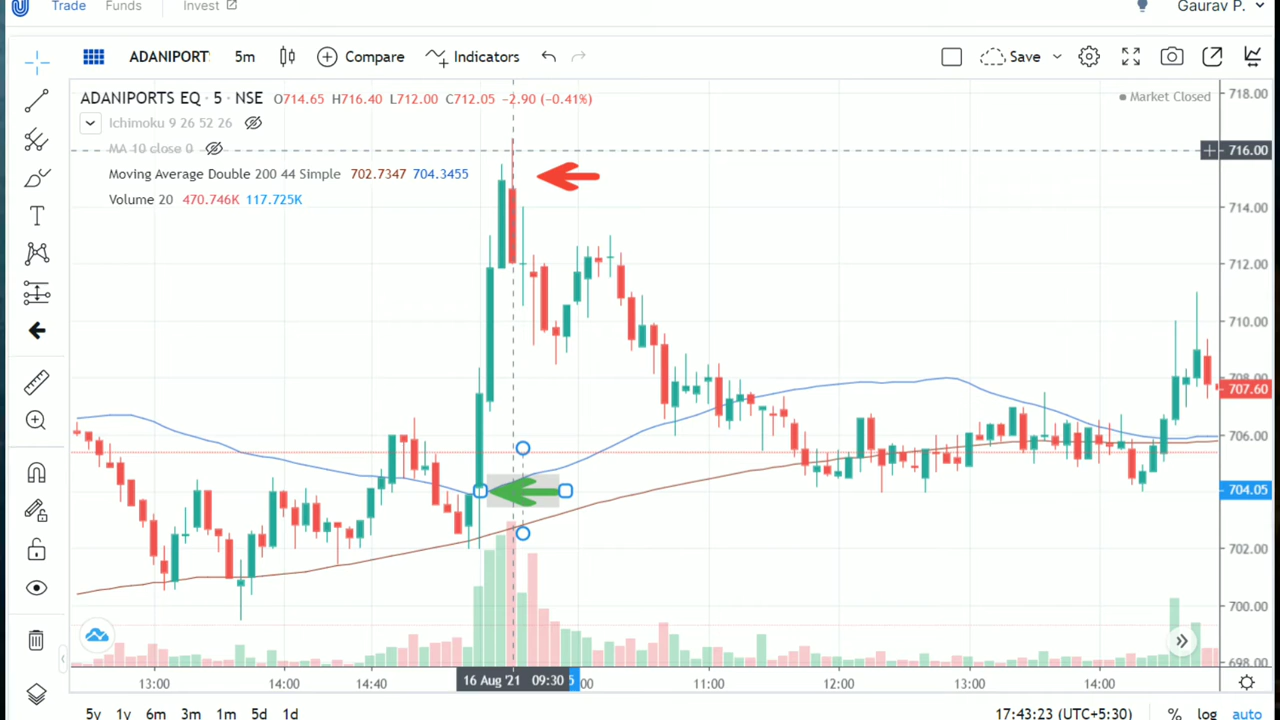 Trade Funds Invest Gaurav P.
ADANIPORT 5m Compare Indicators Save
ADANIPORTS EQ · 5 · NSE O714.65 H716.40 L712.00 C712.05 -2.90 (-0.41%)
Market Closed
Ichimoku 9 26 52 26
MA 10 close 0
Moving Average Double 200 44 Simple 702.7347 704.3455
Volume 20 470.746K 117.725K
718.00
716.00
714.00
712.00
710.00
708.00
707.60
706.00
704.05
702.00
700.00
698.00
13:00 14:00 14:40 16 Aug '21 09:30 5 :00 11:00 12:00 13:00 14:00
5y 1y 6m 3m 1m 5d 1d 17:43:23 (UTC+5:30) % log auto